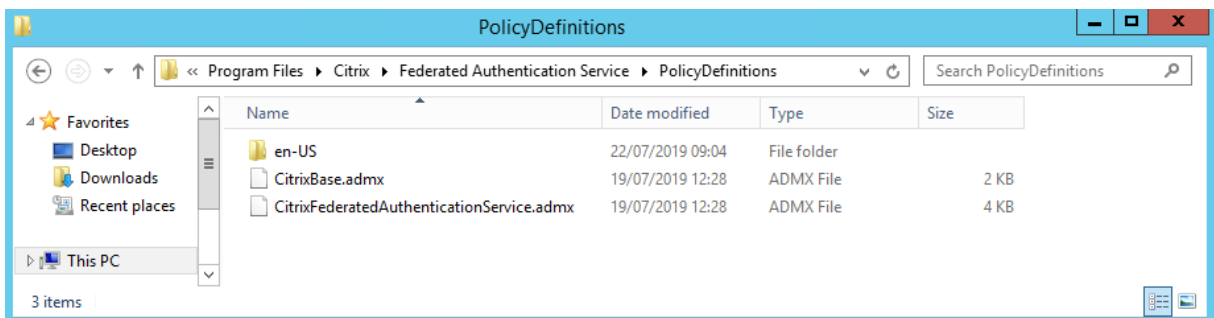 PolicyDefinitions
« Program Files Citrix Federated Authentication Service PolicyDefinitions Search PolicyDefinitions
Favorites
Desktop
Downloads
Recent places
This PC
Name Date modified Type Size
en-US 22/07/2019 09:04 File folder
CitrixBase.admx 19/07/2019 12:28 ADMX File 2 KB
CitrixFederatedAuthenticationService.admx 19/07/2019 12:28 ADMX File 4 KB
3 items